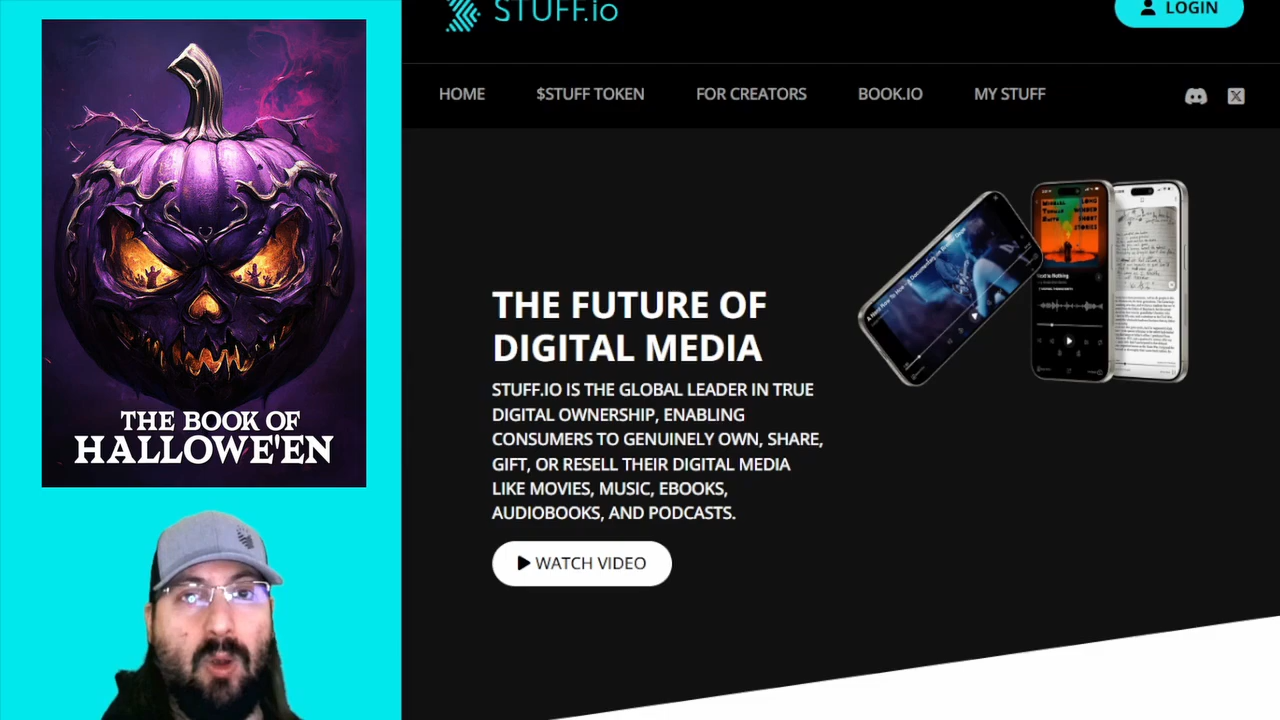 THE BOOK OF
HALLOWE'EN
STUFF.io
LOGIN
HOME
$STUFF TOKEN
FOR CREATORS
BOOK.IO
MY STUFF
THE FUTURE OF
DIGITAL MEDIA
STUFF.IO IS THE GLOBAL LEADER IN TRUE
DIGITAL OWNERSHIP, ENABLING
CONSUMERS TO GENUINELY OWN, SHARE,
GIFT, OR RESELL THEIR DIGITAL MEDIA
LIKE MOVIES, MUSIC, EBOOKS,
AUDIOBOOKS, AND PODCASTS.
WATCH VIDEO